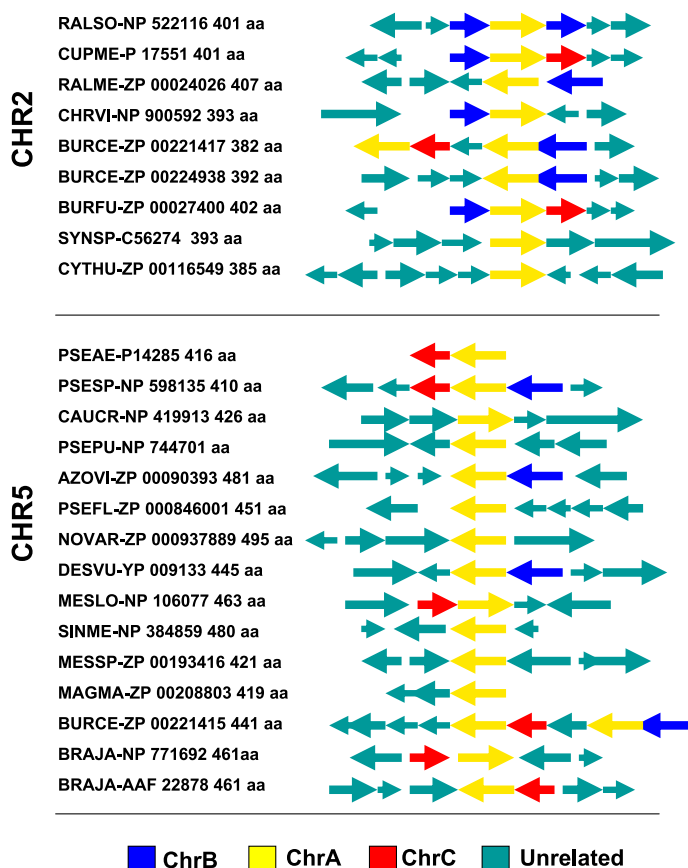 CHR2
RALSO-NP 522116 401 aa
CUPME-P 17551 401 aa
RALME-ZP 00024026 407 aa
CHRVI-NP 900592 393 aa
BURCE-ZP 00221417 382 aa
BURCE-ZP 00224938 392 aa
BURFU-ZP 00027400 402 aa
SYNSP-C56274 393 aa
CYTHU-ZP 00116549 385 aa
CHR5
PSEAE-P14285 416 aa
PSESP-NP 598135 410 aa
CAUCR-NP 419913 426 aa
PSEPU-NP 744701 aa
AZOVI-ZP 00090393 481 aa
PSEFL-ZP 000846001 451 aa
NOVAR-ZP 000937889 495 aa
DESVU-YP 009133 445 aa
MESLO-NP 106077 463 aa
SINME-NP 384859 480 aa
MESSP-ZP 00193416 421 aa
MAGMA-ZP 00208803 419 aa
BURCE-ZP 00221415 441 aa
BRAJA-NP 771692 461aa
BRAJA-AAF 22878 461 aa
ChrB ChrA ChrC Unrelated